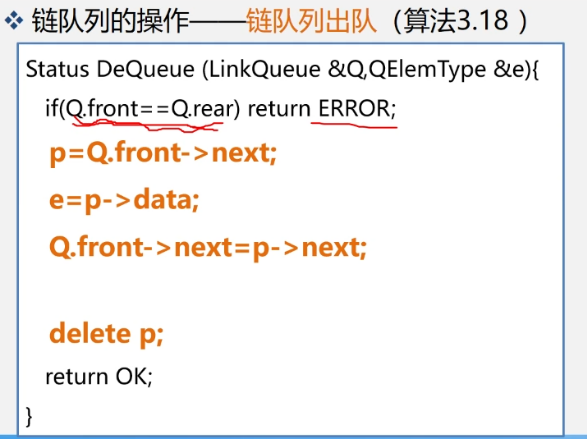 ❖ 链队列的操作——链队列出队（算法3.18 ）
Status DeQueue (LinkQueue &Q,QElemType &e){
if(Q.front==Q.rear) return ERROR;
p=Q.front->next;
e=p->data;
Q.front->next=p->next;
delete p;
return OK;
}